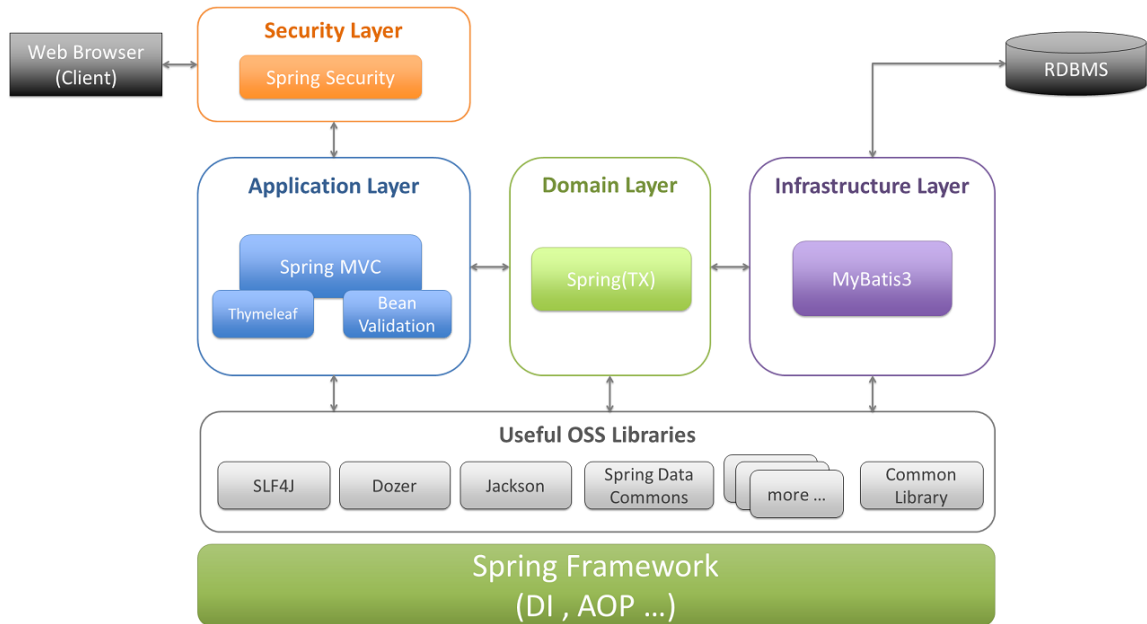 Security Layer
Web Browser
(Client)
Spring Security
RDBMS
Application Layer
Domain Layer
Infrastructure Layer
Spring MVC
Thymeleaf
Bean
Validation
Spring(TX)
MyBatis3
Useful OSS Libraries
SLF4J
Dozer
Jackson
Spring Data
Commons
more ...
Common
Library
Spring Framework
(DI , AOP ...)